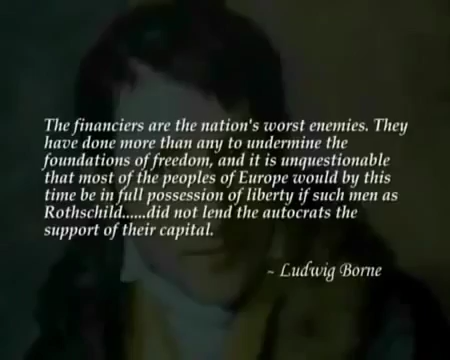 The financiers are the nation's worst enemies. They
have done more than any to undermine the
foundations of freedom, and it is unquestionable
that most of the peoples of Europe would by this
time be in full possession of liberty if such men as
Rothschild......did not lend the autocrats the
support of their capital.
~ Ludwig Borne